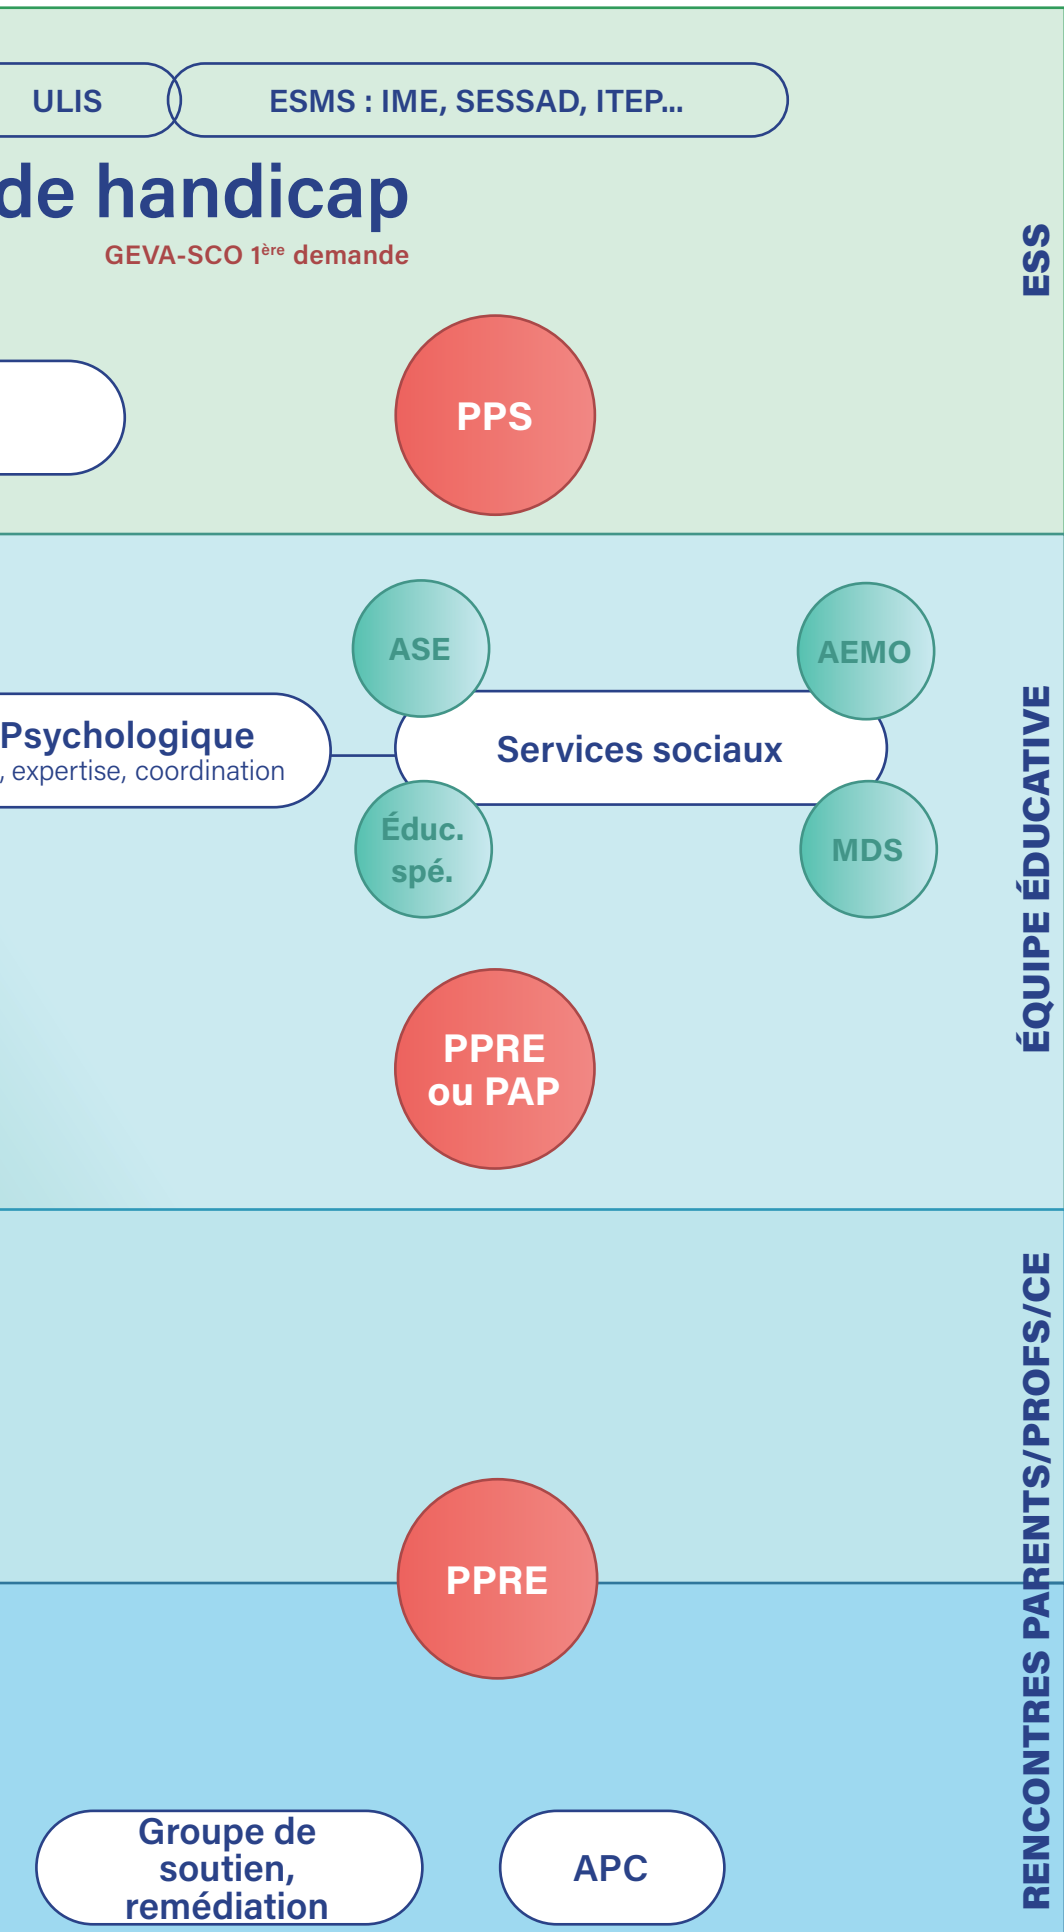 ULIS
ESMS : IME, SESSAD, ITEP...
de handicap
GEVA-SCO 1ère demande
ESS
PPS
ASE
AEMO
Psychologique
, expertise, coordination
Services sociaux
Éduc.
spé.
MDS
ÉQUIPE ÉDUCATIVE
PPRE
ou PAP
RENCONTRES PARENTS/PROFS/CE
PPRE
Groupe de
soutien,
remédiation
APC